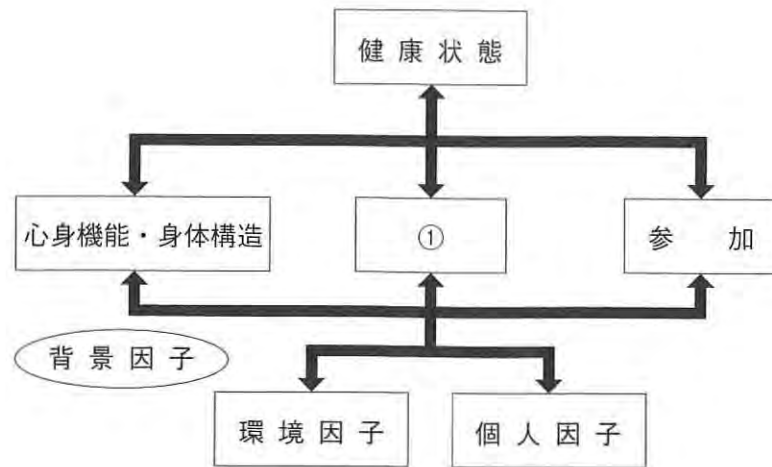 健康状態
心身機能・身体構造
①
参加
背景因子
環境因子
個人因子